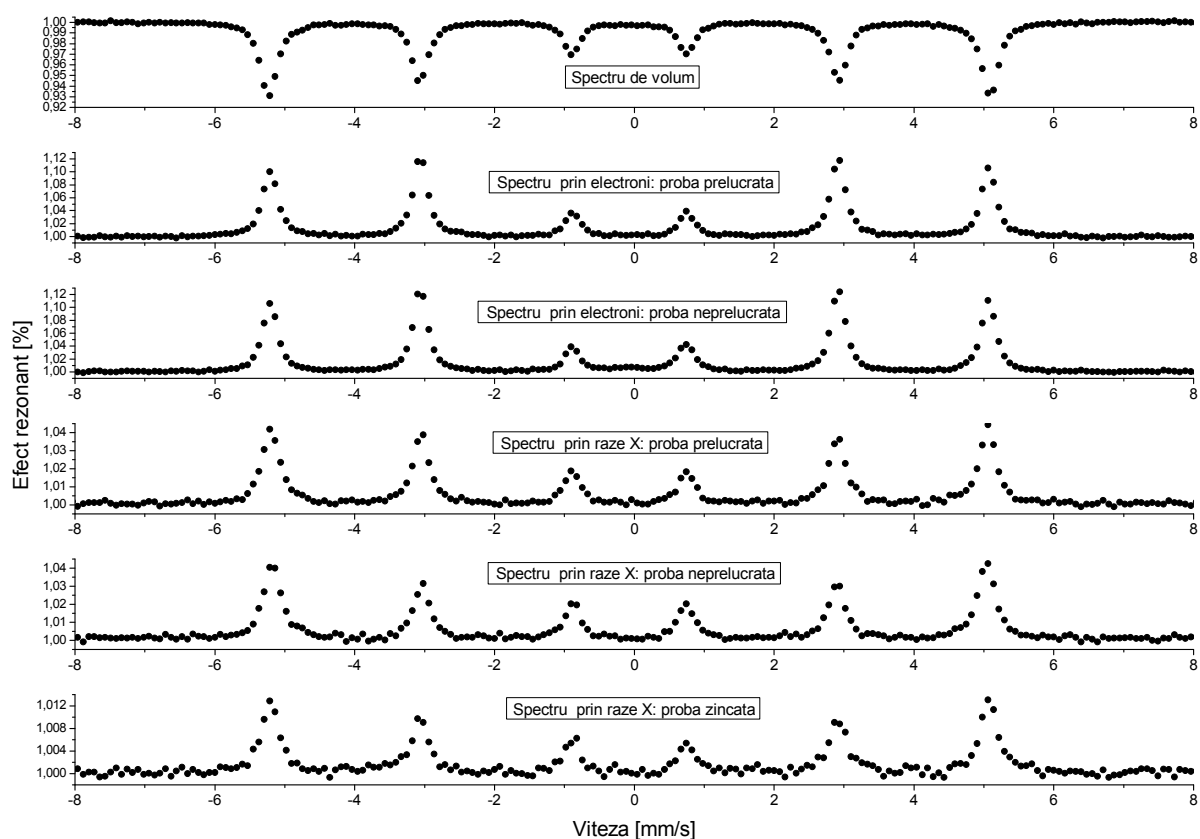 1,00
0,99
0,98
0,97
0,96
0,95
0,94
0,93
0,92
Spectru de volum
-8 -6 -4 -2 0 2 4 6 8
1,12
1,10
1,08
1,06
1,04
1,02
1,00
Spectru prin electroni: proba prelucrata
-8 -6 -4 -2 0 2 4 6 8
1,12
1,10
1,08
1,06
1,04
1,02
1,00
Spectru prin electroni: proba neprelucrata
-8 -6 -4 -2 0 2 4 6 8
Efect rezonant [%]
1,04
1,03
1,02
1,01
1,00
Spectru prin raze X: proba prelucrata
-8 -6 -4 -2 0 2 4 6 8
1,04
1,03
1,02
1,01
1,00
Spectru prin raze X: proba neprelucrata
-8 -6 -4 -2 0 2 4 6 8
1,012
1,008
1,004
1,000
Spectru prin raze X: proba zincata
-8 -6 -4 -2 0 2 4 6 8
Viteza [mm/s]